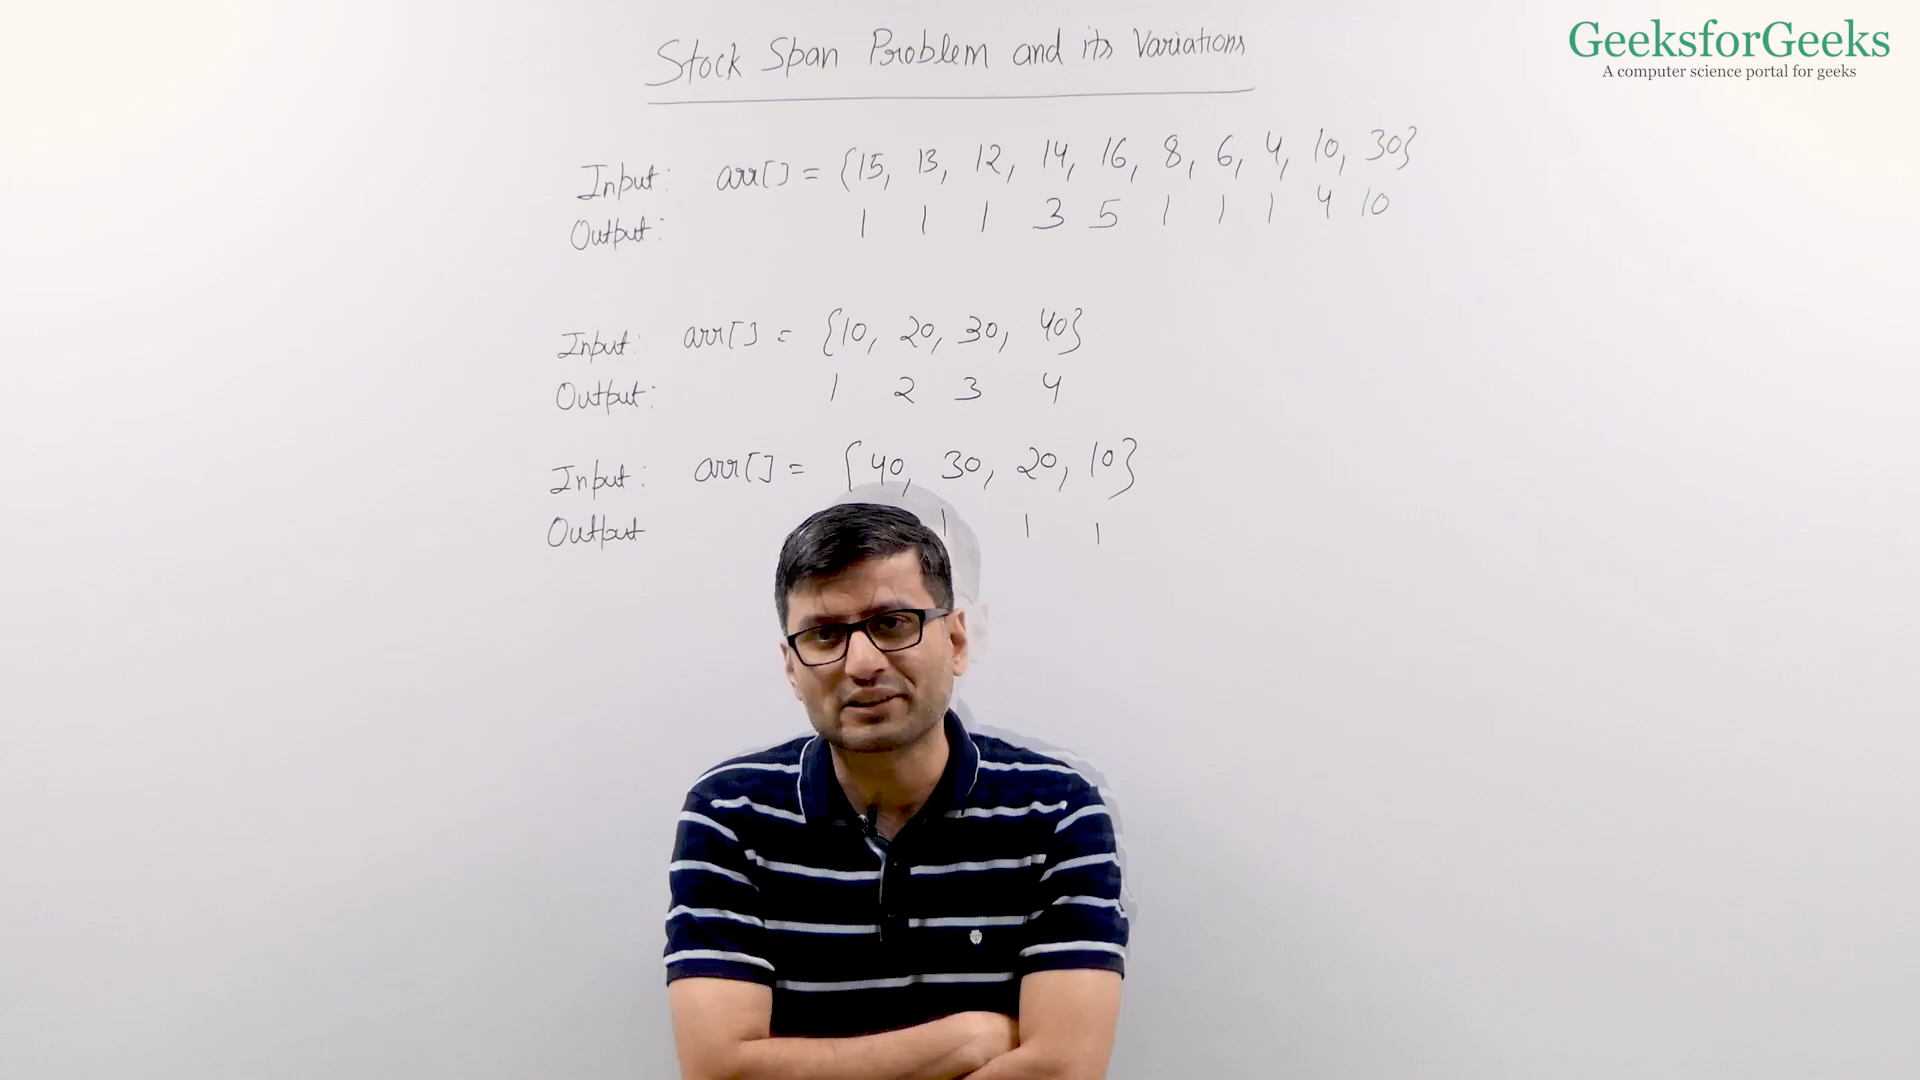 GeeksforGeeks
A computer science portal for geeks
Stock Span Problem and its Variations
Input: arr[] = {15, 13, 12, 14, 16, 8, 6, 4, 10, 30}
Output: 1 1 1 3 5 1 1 1 4 10
Input: arr[] = {10, 20, 30, 40}
Output: 1 2 3 4
Input: arr[] = {40, 30, 20, 10}
Output 1 1 1